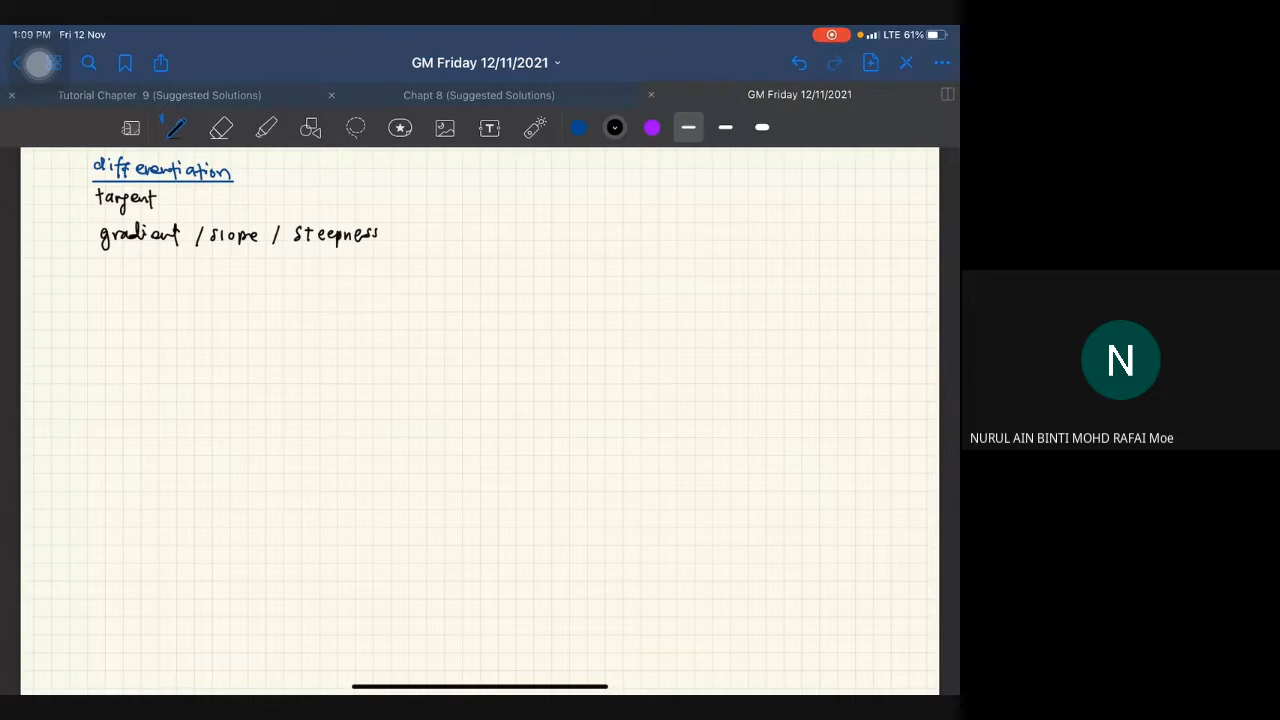 1:09 PM Fri 12 Nov
LTE 61%
GM Friday 12/11/2021
Tutorial Chapter 9 (Suggested Solutions)
Chapt 8 (Suggested Solutions)
GM Friday 12/11/2021
differentiation
tangent
gradient / slope / steepness
N
NURUL AIN BINTI MOHD RAFAI Moe